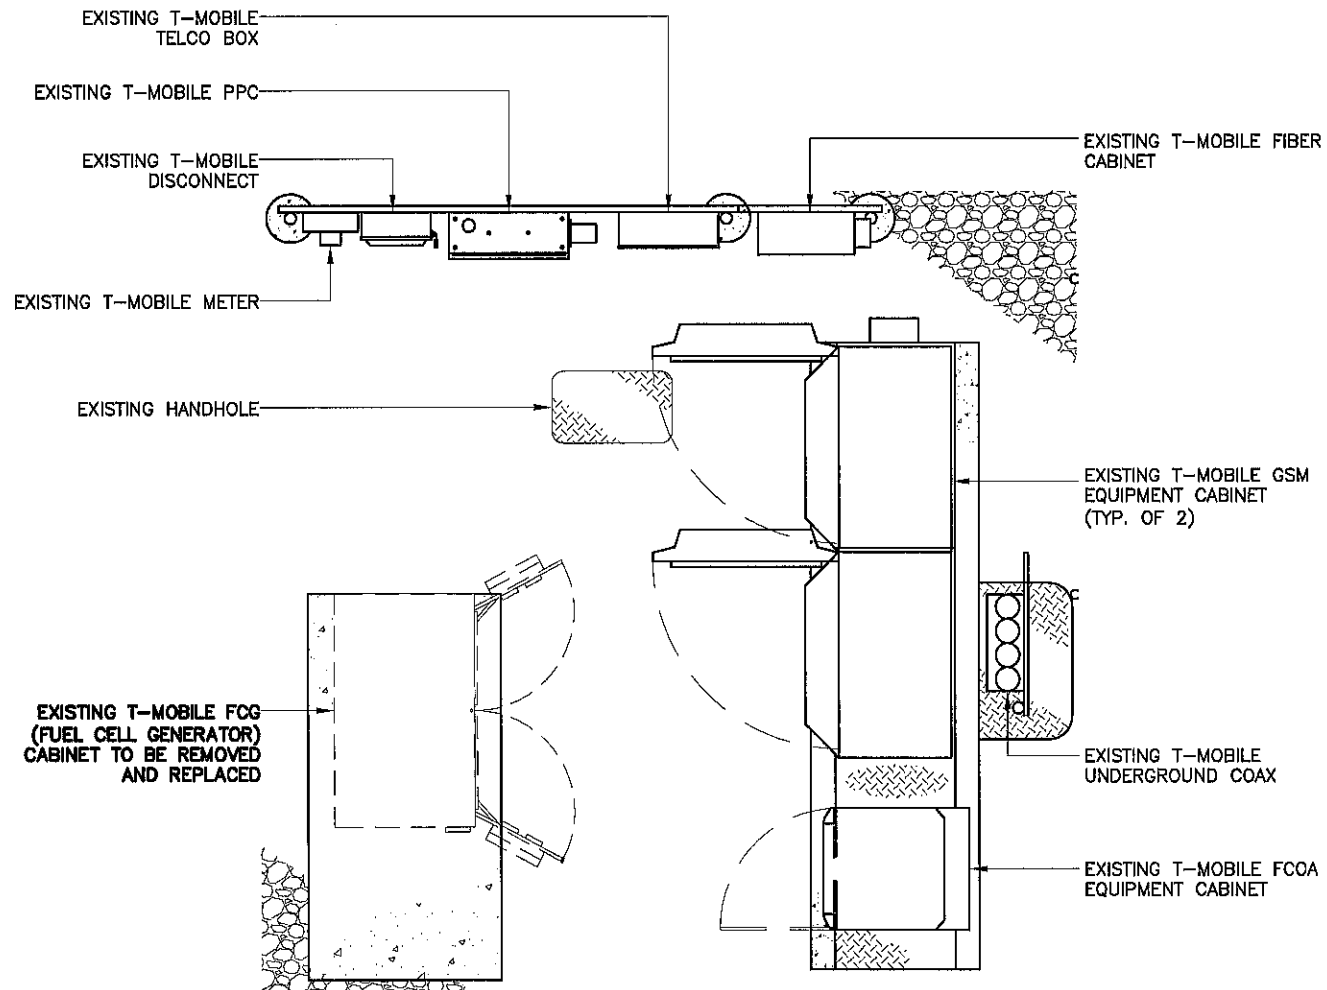 EXISTING T-MOBILE
TELCO BOX
EXISTING T-MOBILE PPC
EXISTING T-MOBILE
DISCONNECT
EXISTING T-MOBILE METER
EXISTING T-MOBILE FIBER
CABINET
EXISTING HANDHOLE
EXISTING T-MOBILE GSM
EQUIPMENT CABINET
(TYP. OF 2)
EXISTING T-MOBILE FCG
(FUEL CELL GENERATOR)
CABINET TO BE REMOVED
AND REPLACED
EXISTING T-MOBILE
UNDERGROUND COAX
EXISTING T-MOBILE FCOA
EQUIPMENT CABINET